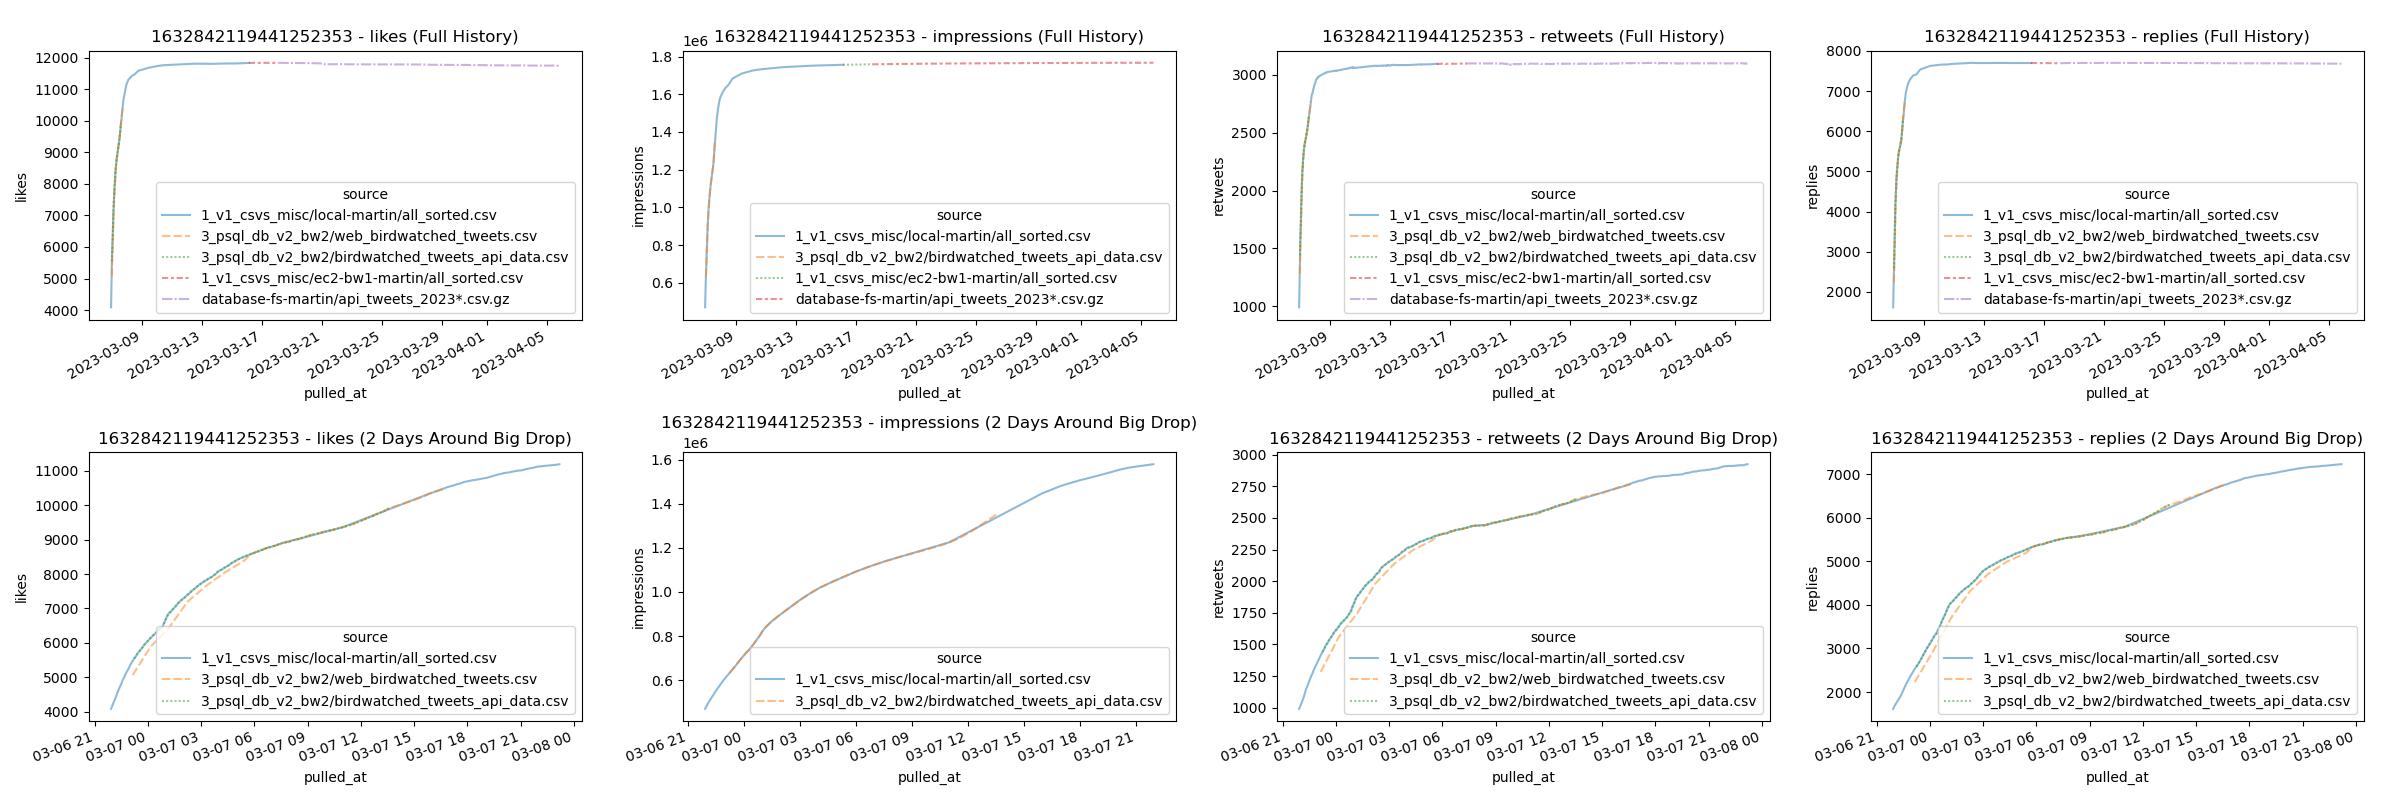 1632842119441252353 - likes (Full History)
12000
11000
10000
9000
8000
7000
6000
5000
4000
likes
source
1_v1_csvs_misc/local-martin/all_sorted.csv
3_psql_db_v2_bw2/web_birdwatched_tweets.csv
3_psql_db_v2_bw2/birdwatched_tweets_api_data.csv
1_v1_csvs_misc/ec2-bw1-martin/all_sorted.csv
database-fs-martin/api_tweets_2023*.csv.gz
2023-03-09
2023-03-13
2023-03-17
2023-03-21
2023-03-25
2023-03-29
2023-04-01
2023-04-05
pulled_at
1632842119441252353 - impressions (Full History)
1e6
1.8
1.6
1.4
1.2
1.0
0.8
0.6
impressions
source
1_v1_csvs_misc/local-martin/all_sorted.csv
3_psql_db_v2_bw2/birdwatched_tweets_api_data.csv
1_v1_csvs_misc/ec2-bw1-martin/all_sorted.csv
database-fs-martin/api_tweets_2023*.csv.gz
2023-03-09
2023-03-13
2023-03-17
2023-03-21
2023-03-25
2023-03-29
2023-04-01
2023-04-05
pulled_at
1632842119441252353 - retweets (Full History)
3000
2500
2000
1500
1000
retweets
source
1_v1_csvs_misc/local-martin/all_sorted.csv
3_psql_db_v2_bw2/web_birdwatched_tweets.csv
3_psql_db_v2_bw2/birdwatched_tweets_api_data.csv
1_v1_csvs_misc/ec2-bw1-martin/all_sorted.csv
database-fs-martin/api_tweets_2023*.csv.gz
2023-03-09
2023-03-13
2023-03-17
2023-03-21
2023-03-25
2023-03-29
2023-04-01
2023-04-05
pulled_at
1632842119441252353 - replies (Full History)
8000
7000
6000
5000
4000
3000
2000
replies
source
1_v1_csvs_misc/local-martin/all_sorted.csv
3_psql_db_v2_bw2/web_birdwatched_tweets.csv
3_psql_db_v2_bw2/birdwatched_tweets_api_data.csv
1_v1_csvs_misc/ec2-bw1-martin/all_sorted.csv
database-fs-martin/api_tweets_2023*.csv.gz
2023-03-09
2023-03-13
2023-03-17
2023-03-21
2023-03-25
2023-03-29
2023-04-01
2023-04-05
pulled_at
1632842119441252353 - likes (2 Days Around Big Drop)
11000
10000
9000
8000
7000
6000
5000
4000
likes
source
1_v1_csvs_misc/local-martin/all_sorted.csv
3_psql_db_v2_bw2/web_birdwatched_tweets.csv
3_psql_db_v2_bw2/birdwatched_tweets_api_data.csv
03-06 21
03-07 00
03-07 03
03-07 06
03-07 09
03-07 12
03-07 15
03-07 18
03-07 21
03-08 00
pulled_at
1632842119441252353 - impressions (2 Days Around Big Drop)
1e6
1.6
1.4
1.2
1.0
0.8
0.6
impressions
source
1_v1_csvs_misc/local-martin/all_sorted.csv
3_psql_db_v2_bw2/birdwatched_tweets_api_data.csv
03-06 21
03-07 00
03-07 03
03-07 06
03-07 09
03-07 12
03-07 15
03-07 18
03-07 21
pulled_at
1632842119441252353 - retweets (2 Days Around Big Drop)
3000
2750
2500
2250
2000
1750
1500
1250
1000
retweets
source
1_v1_csvs_misc/local-martin/all_sorted.csv
3_psql_db_v2_bw2/web_birdwatched_tweets.csv
3_psql_db_v2_bw2/birdwatched_tweets_api_data.csv
03-06 21
03-07 00
03-07 03
03-07 06
03-07 09
03-07 12
03-07 15
03-07 18
03-07 21
03-08 00
pulled_at
1632842119441252353 - replies (2 Days Around Big Drop)
7000
6000
5000
4000
3000
2000
replies
source
1_v1_csvs_misc/local-martin/all_sorted.csv
3_psql_db_v2_bw2/web_birdwatched_tweets.csv
3_psql_db_v2_bw2/birdwatched_tweets_api_data.csv
03-06 21
03-07 00
03-07 03
03-07 06
03-07 09
03-07 12
03-07 15
03-07 18
03-07 21
03-08 00
pulled_at